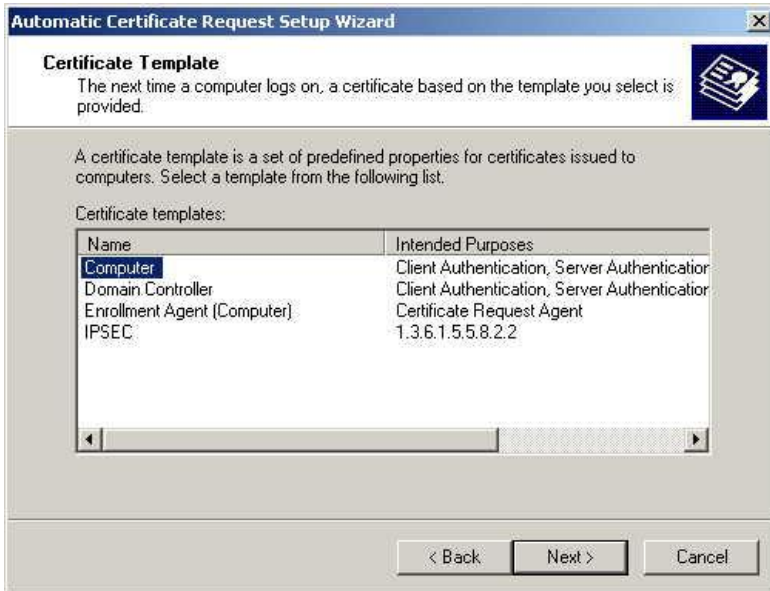 Automatic Certificate Request Setup Wizard
Certificate Template
The next time a computer logs on, a certificate based on the template you select is
provided.
A certificate template is a set of predefined properties for certificates issued to
computers. Select a template from the following list.
Certificate templates:
Name Intended Purposes
Computer Client Authentication, Server Authentication
Domain Controller Client Authentication, Server Authentication
Enrollment Agent (Computer) Certificate Request Agent
IPSEC 1.3.6.1.5.5.8.2.2
< Back Next > Cancel